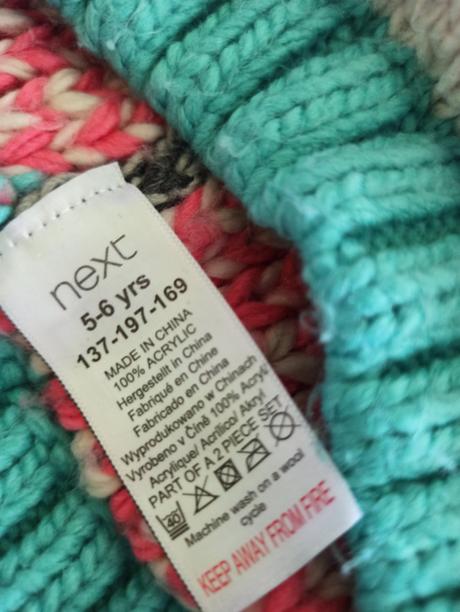 next
5-6 yrs
137-197-169
MADE IN CHINA
100% ACRYLIC
Hergestellt in China
Fabriqué en Chine
Fabricado en China
Wyprodukowano w Chinach
Vyrobeno v Číně 100% Acryl/
Acrylique/ Acrílico/ Akryl
PART OF A 2 PIECE SET
40
Machine wash on a wool
cycle
KEEP AWAY FROM FIRE